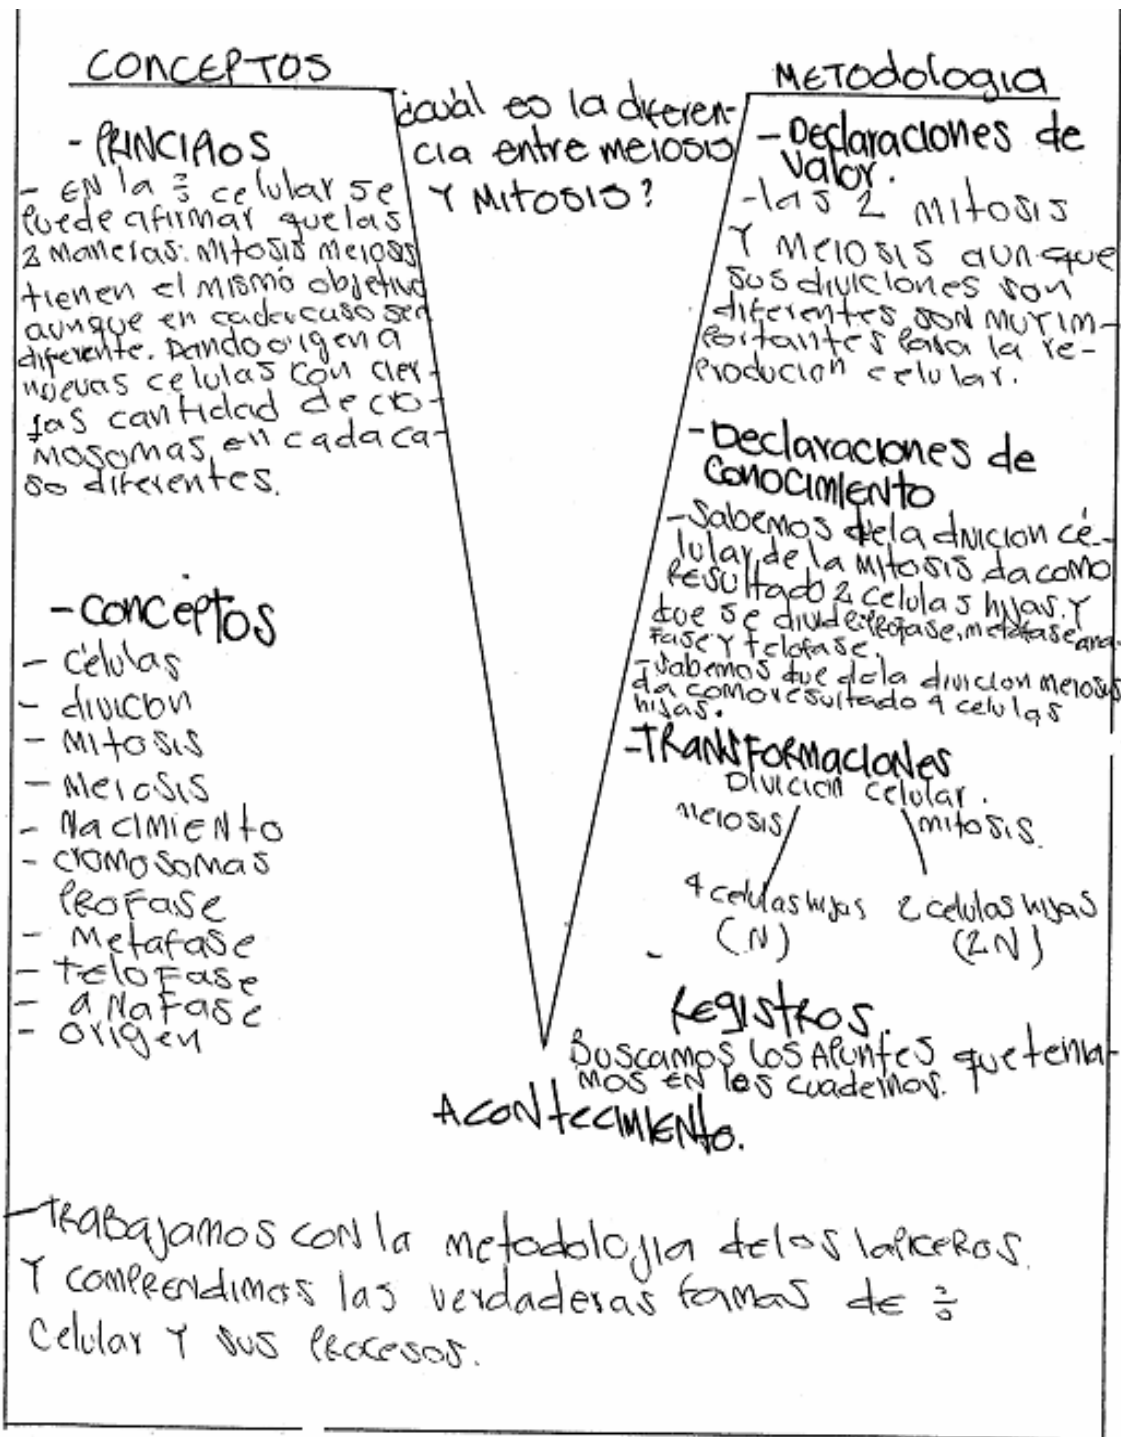 CONCEPTOS
¿cuál es la diferen-
cia entre meiosis
Y Mitosis?
METodologia
- PRINCIPIOS
- EN la ÷ celular se
Puede afirmar que las
2 Maneras: Mitosis meiosis
tienen el mismo objetivo
aunque en cada caso sea
diferente. Dando origen a
nuevas celulas con cier-
tas cantidad de cro-
mosomas en cada ca-
so diferentes.
- conceptos
- Células
- divicon
- Mitosis
- Meiosis
- Nacimiento
- cromosomas
Profase
- Metafase
- Telofase
- anafase
- origen
- Declaraciones de
Valor.
- las 2 mitosis
Y Meiosis aunque
sus diviciones son
diferentes son muy im-
portantes para la re-
producion celular.
- Declaraciones de
Conocimiento
- Sabemos que la divicion cé-
lular de la mitosis da como
Resultado 2 celulas hijas. Y
que se divide: Profase, metafase ana-
fase Y telofase.
- Sabemos que de la divicion meiosis
da como resultado 4 celulas
hijas.
- TRANSFORMACIONES
Divicion celular.
meiosis
mitosis.
4 celulas hijas
2 celulas hijas
(N)
(2N)
Registros.
Buscamos los Apuntes que tenia-
mos en los cuadernos.
Acontecimiento.
- Trabajamos con la metodologia de los lapiceros.
Y comprendimos las verdaderas formas de ÷
Celular Y sus Procesos.